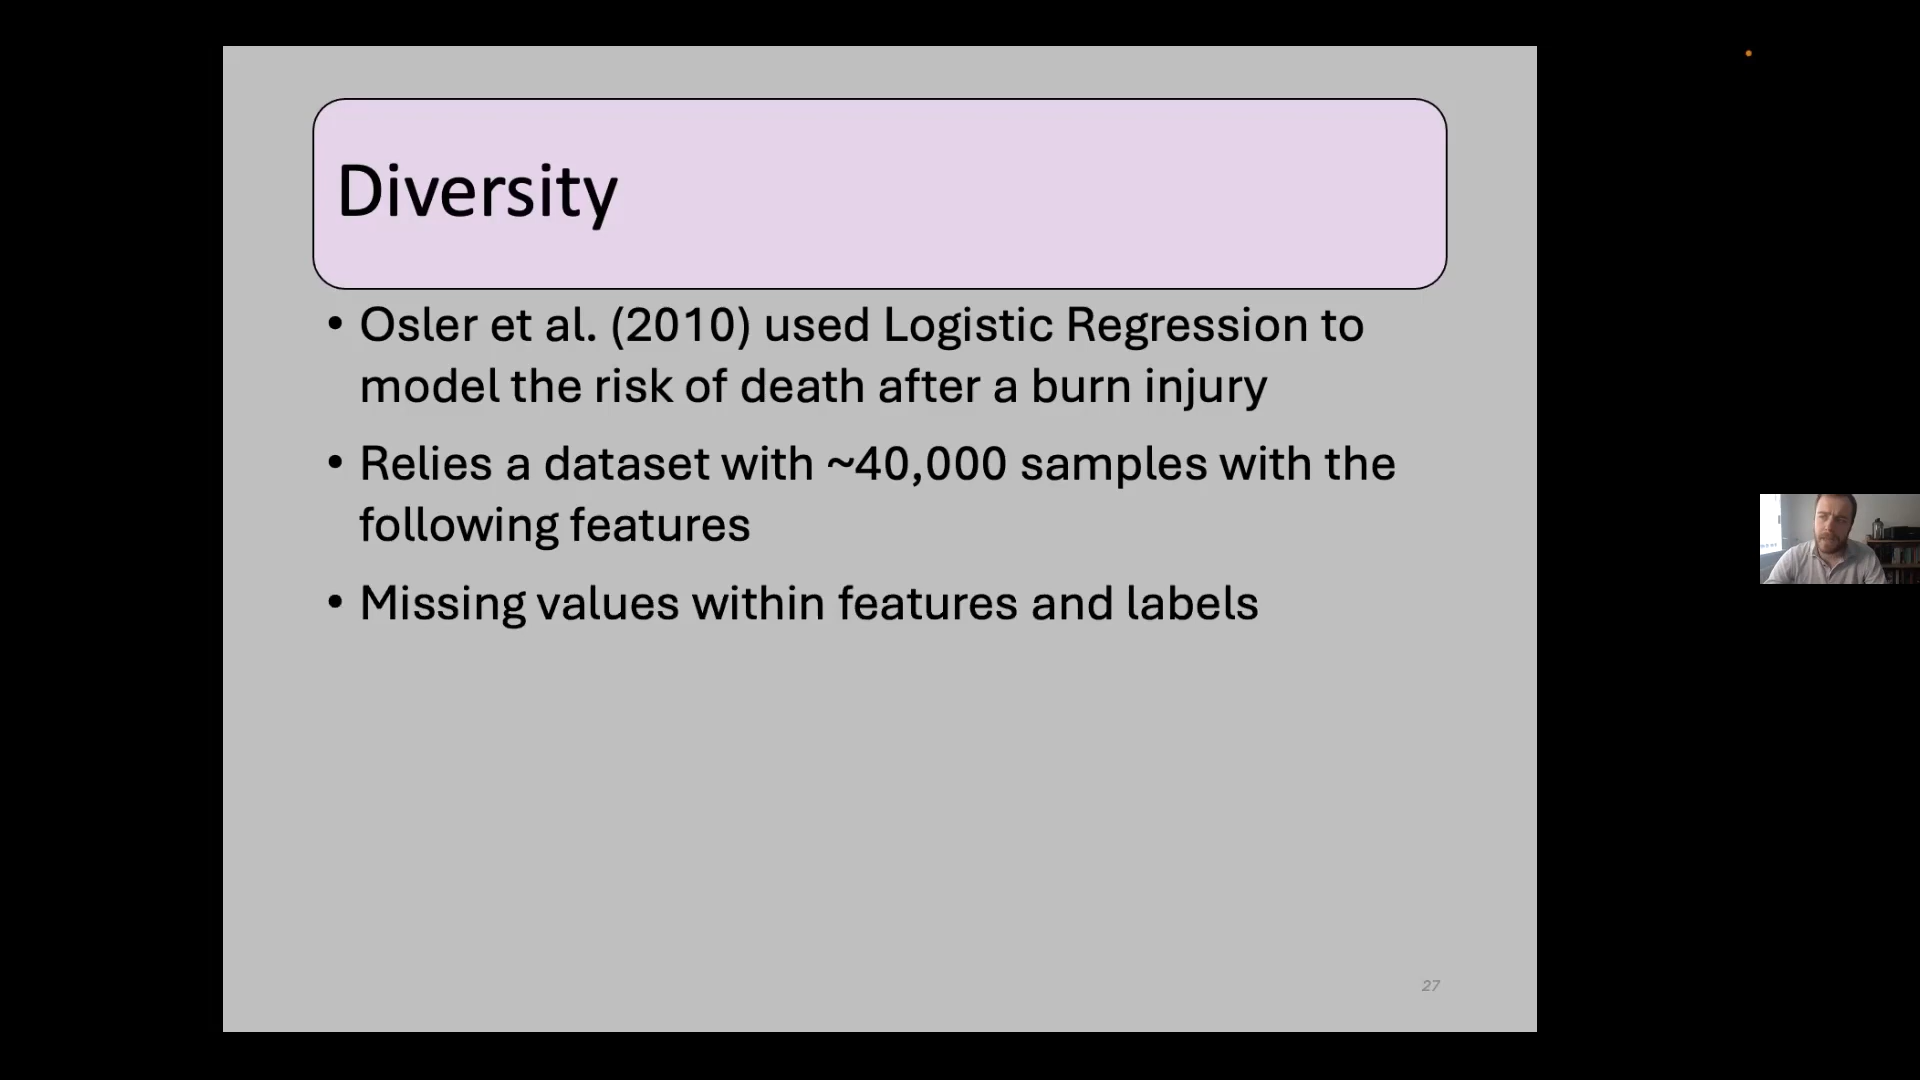 Diversity
• Osler et al. (2010) used Logistic Regression to
model the risk of death after a burn injury
• Relies a dataset with ~40,000 samples with the
following features
• Missing values within features and labels
27